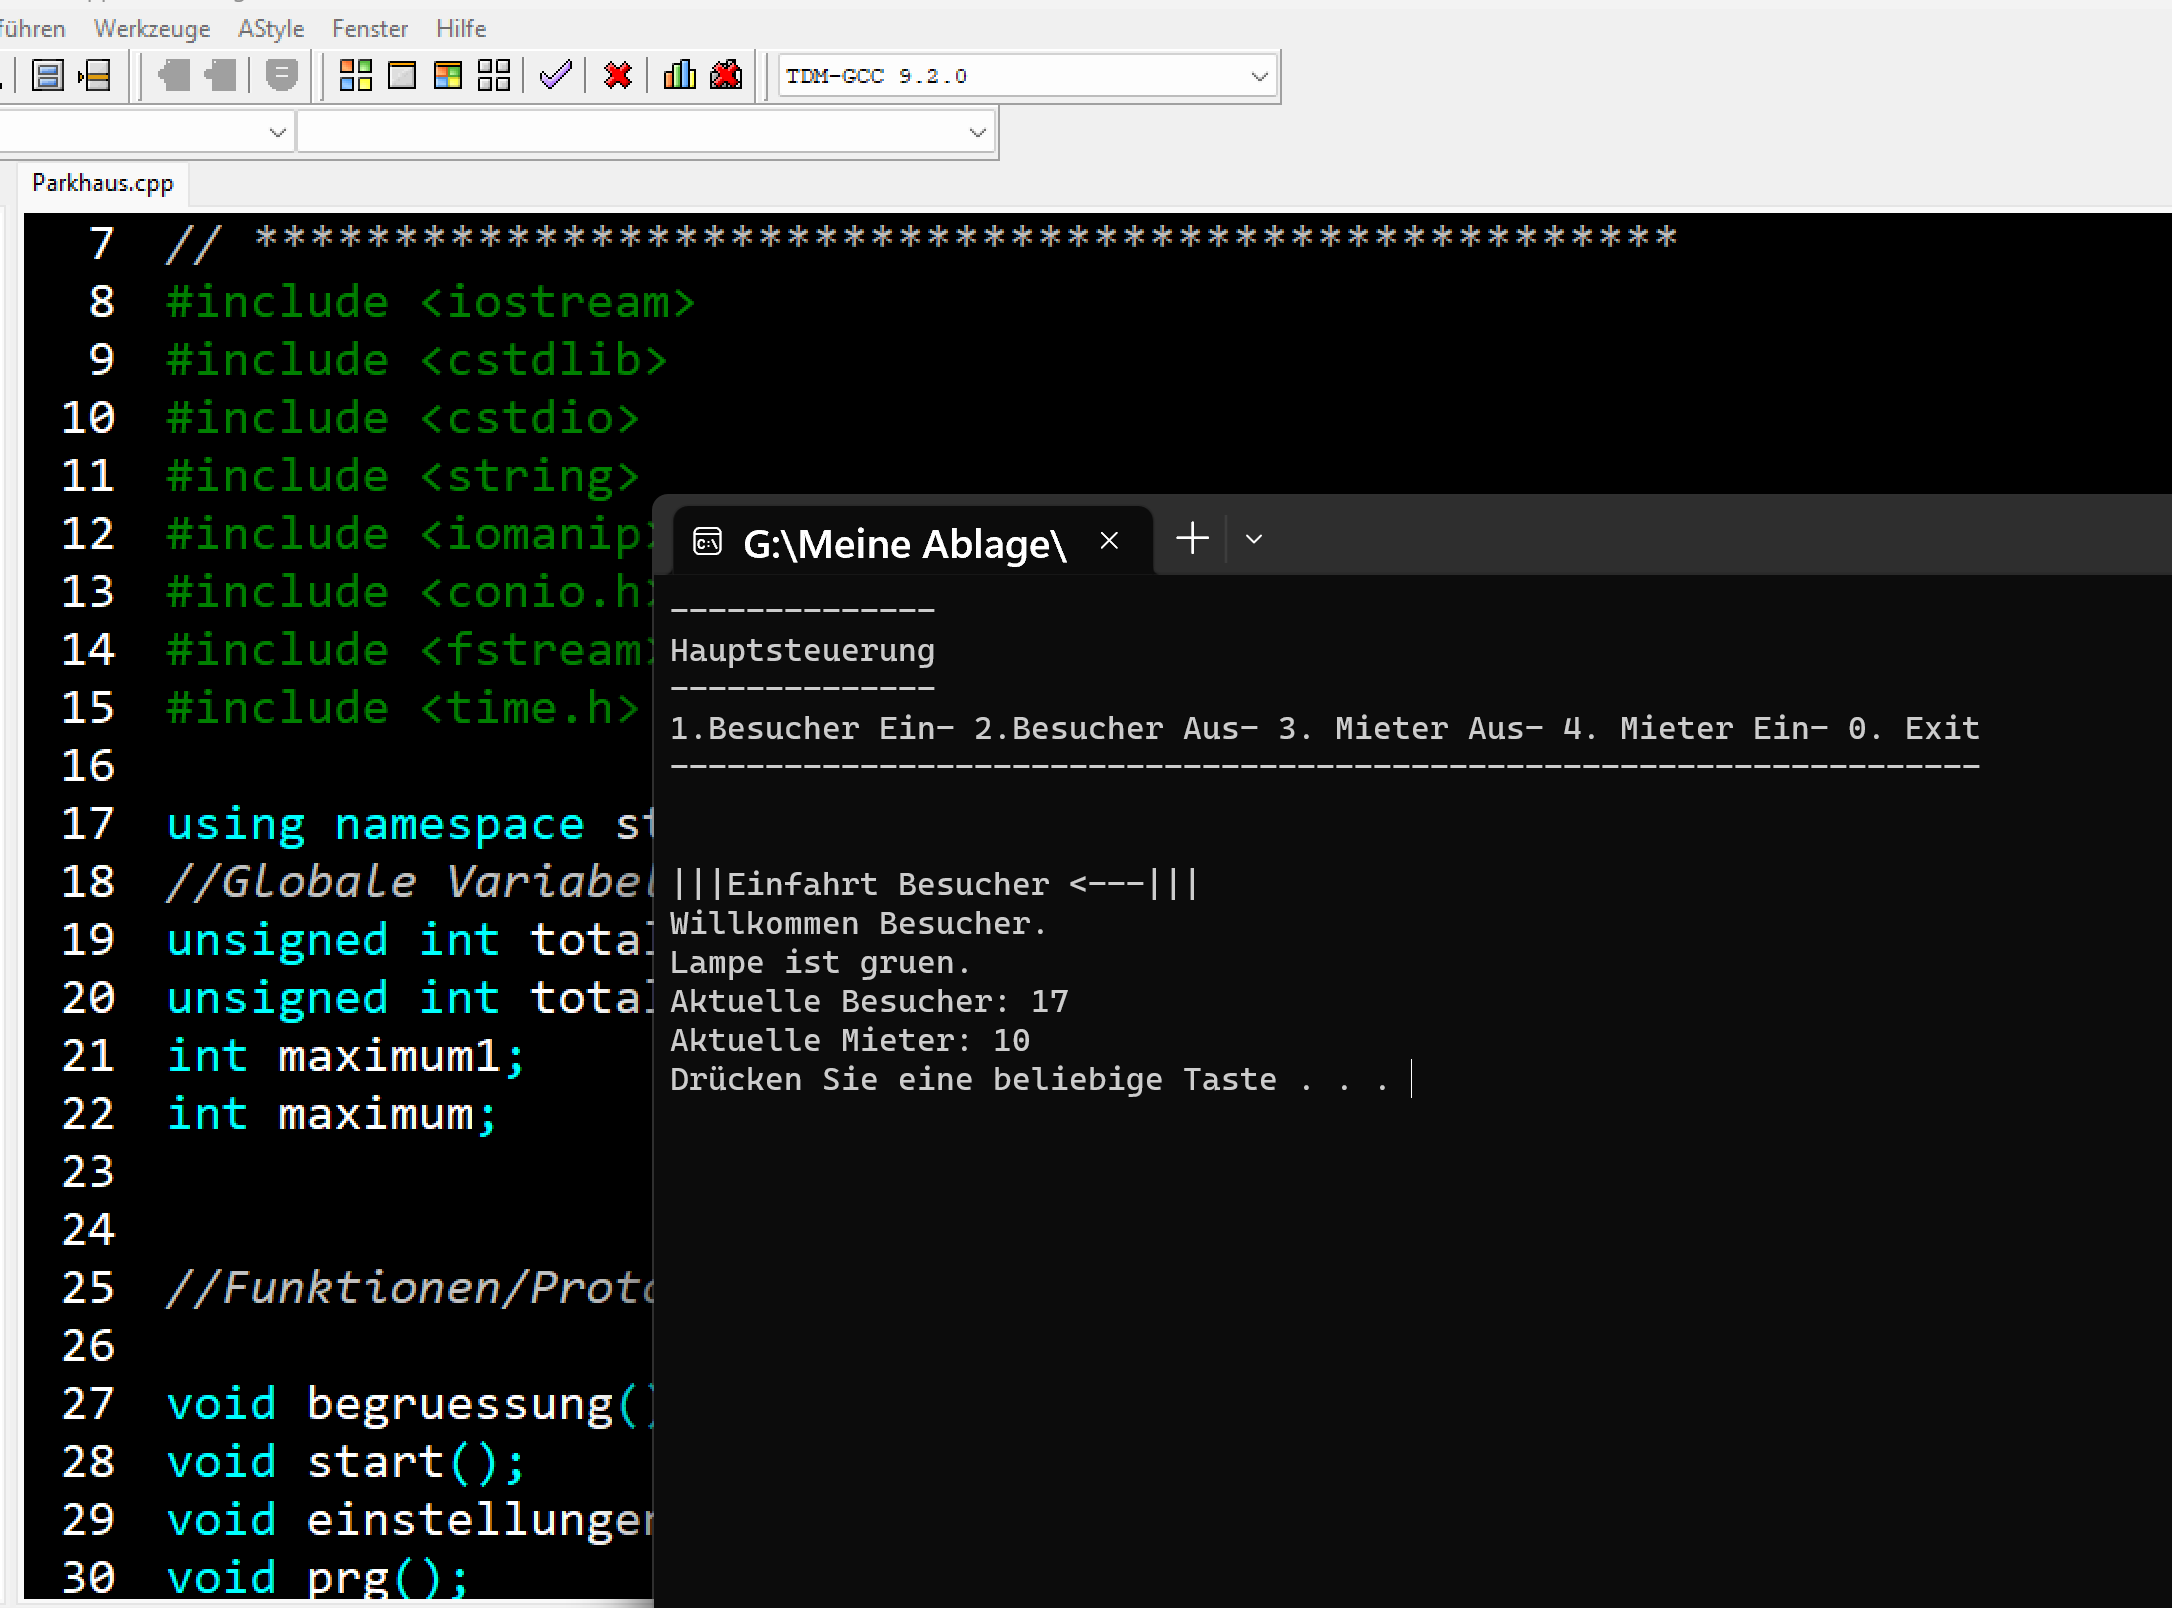 führen Werkzeuge AStyle Fenster Hilfe
TDM-GCC 9.2.0
Parkhaus.cpp
7 // ***************************************************
8 #include <iostream>
9 #include <cstdlib>
10 #include <cstdio>
11 #include <string>
12 #include <iomanip>
13 #include <conio.h>
14 #include <fstream>
15 #include <time.h>
16
17 using namespace st
18 //Globale Variabel
19 unsigned int total
20 unsigned int total
21 int maximum1;
22 int maximum;
23
24
25 //Funktionen/Proto
26
27 void begruessung()
28 void start();
29 void einstellungen
30 void prg();
G:\Meine Ablage\
--------------
Hauptsteuerung
--------------
1.Besucher Ein- 2.Besucher Aus- 3. Mieter Aus- 4. Mieter Ein- 0. Exit
---------------------------------------------------------------------
|||Einfahrt Besucher <---|||
Willkommen Besucher.
Lampe ist gruen.
Aktuelle Besucher: 17
Aktuelle Mieter: 10
Drücken Sie eine beliebige Taste . . .